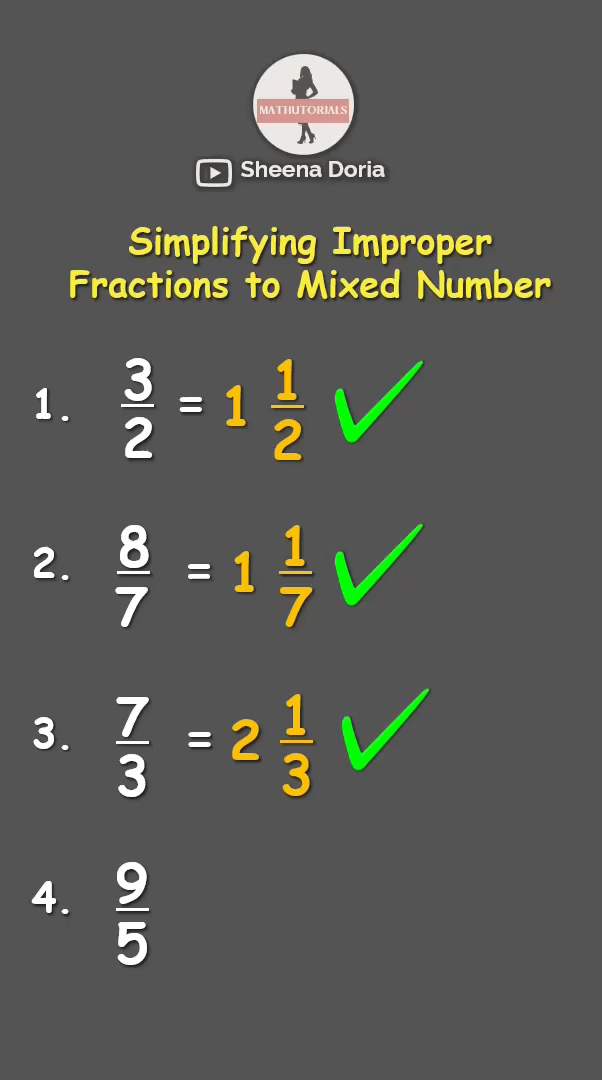 MATHUTORIALS
Sheena Doria
Simplifying Improper
Fractions to Mixed Number
1. 3/2 = 1 1/2
2. 8/7 = 1 1/7
3. 7/3 = 2 1/3
4. 9/5